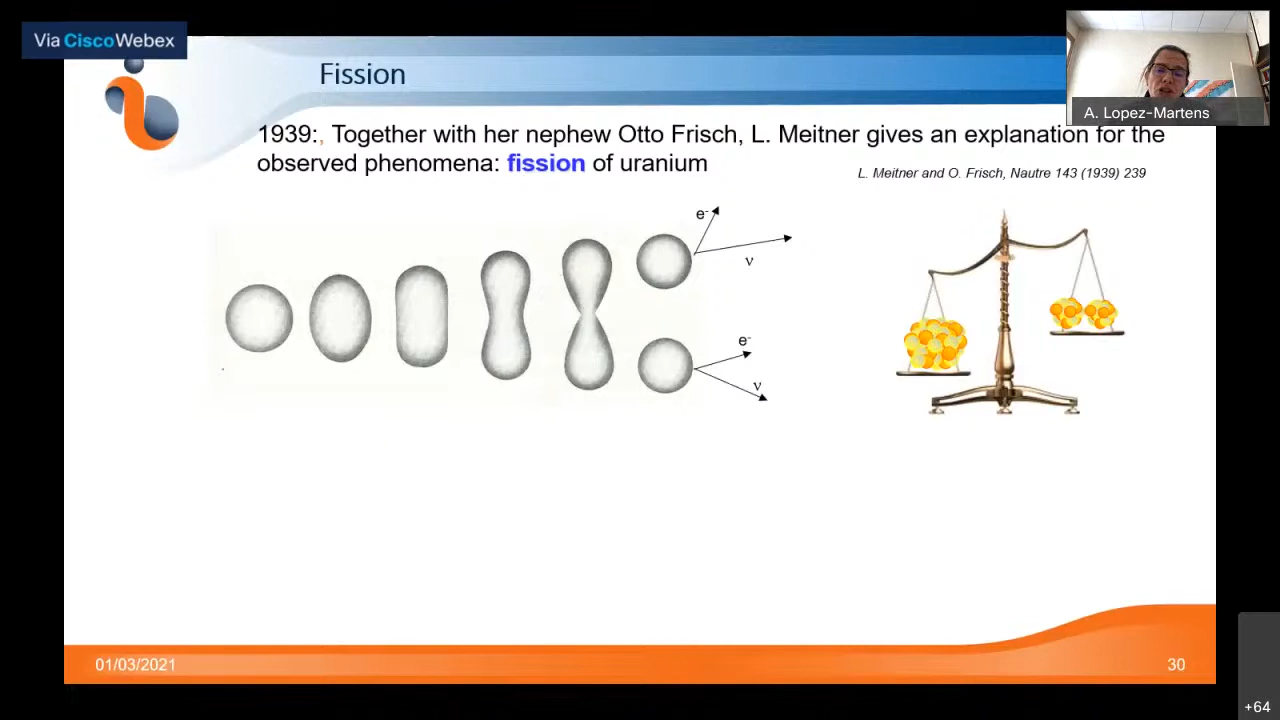 Via Cisco Webex
Fission
A. Lopez-Martens
1939:, Together with her nephew Otto Frisch, L. Meitner gives an explanation for the
observed phenomena: fission of uranium
L. Meitner and O. Frisch, Nautre 143 (1939) 239
e-
ν
e-
ν
01/03/2021
30
+64